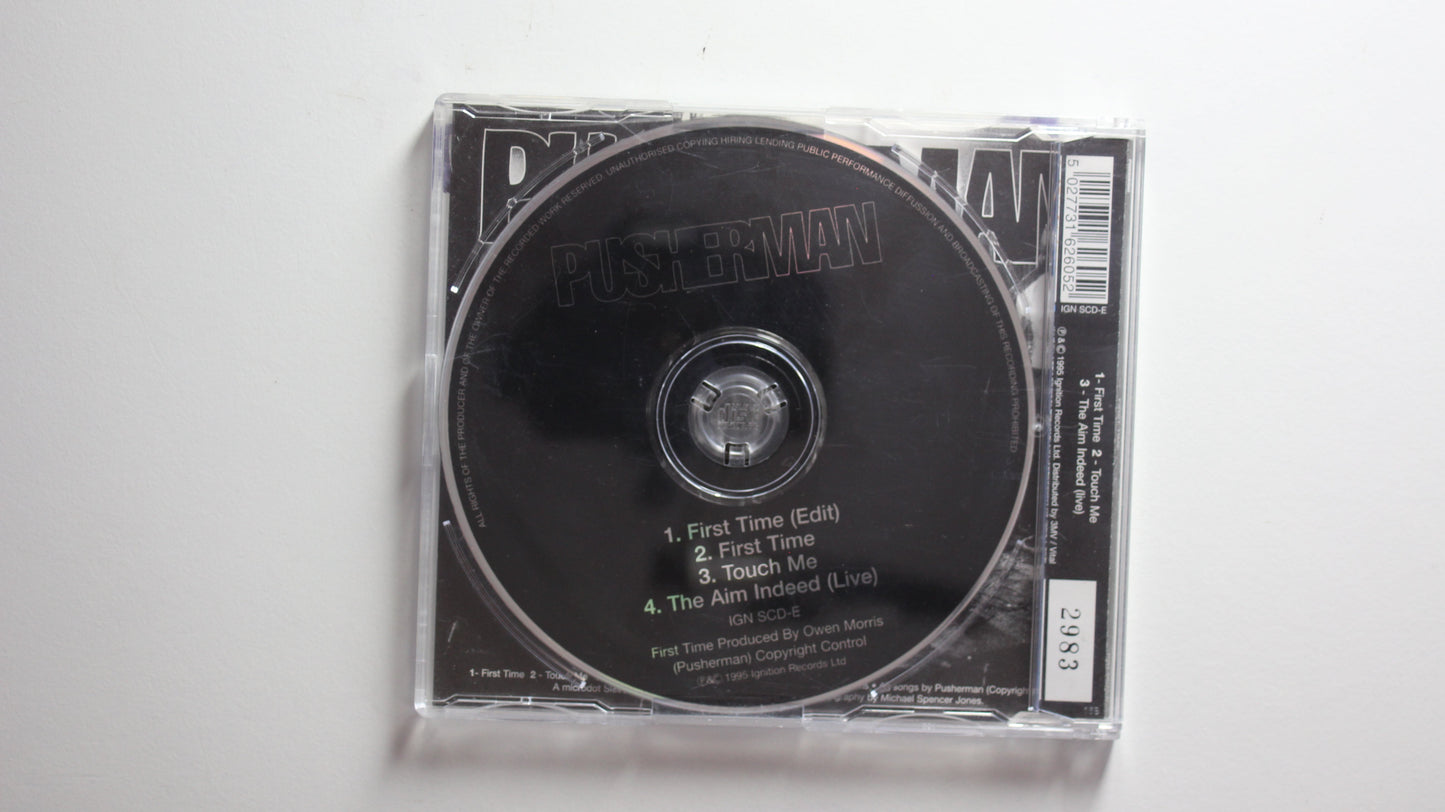 PUSHERMAN
ALL RIGHTS OF THE PRODUCER AND OF THE OWNER OF THE RECORDED WORK RESERVED. UNAUTHORISED COPYING HIRING LENDING PUBLIC PERFORMANCE DIFFUSSION AND BROADCASTING OF THIS RECORDING PROHIBITED
1. First Time (Edit)
2. First Time
3. Touch Me
4. The Aim Indeed (Live)
IGN SCD-E
First Time Produced By Owen Morris
(Pusherman) Copyright Control
℗&© 1995 Ignition Records Ltd
1- First Time 2 - Touch Me
A microdot
songs by Pusherman (Copyright
by Michael Spencer Jones.
5 027731 626052
IGN SCD-E
℗ & © 1995 Ignition Records Ltd. Distributed by 3MV / Vital
1- First Time 2 - Touch Me
3 - The Aim Indeed (live)
2983